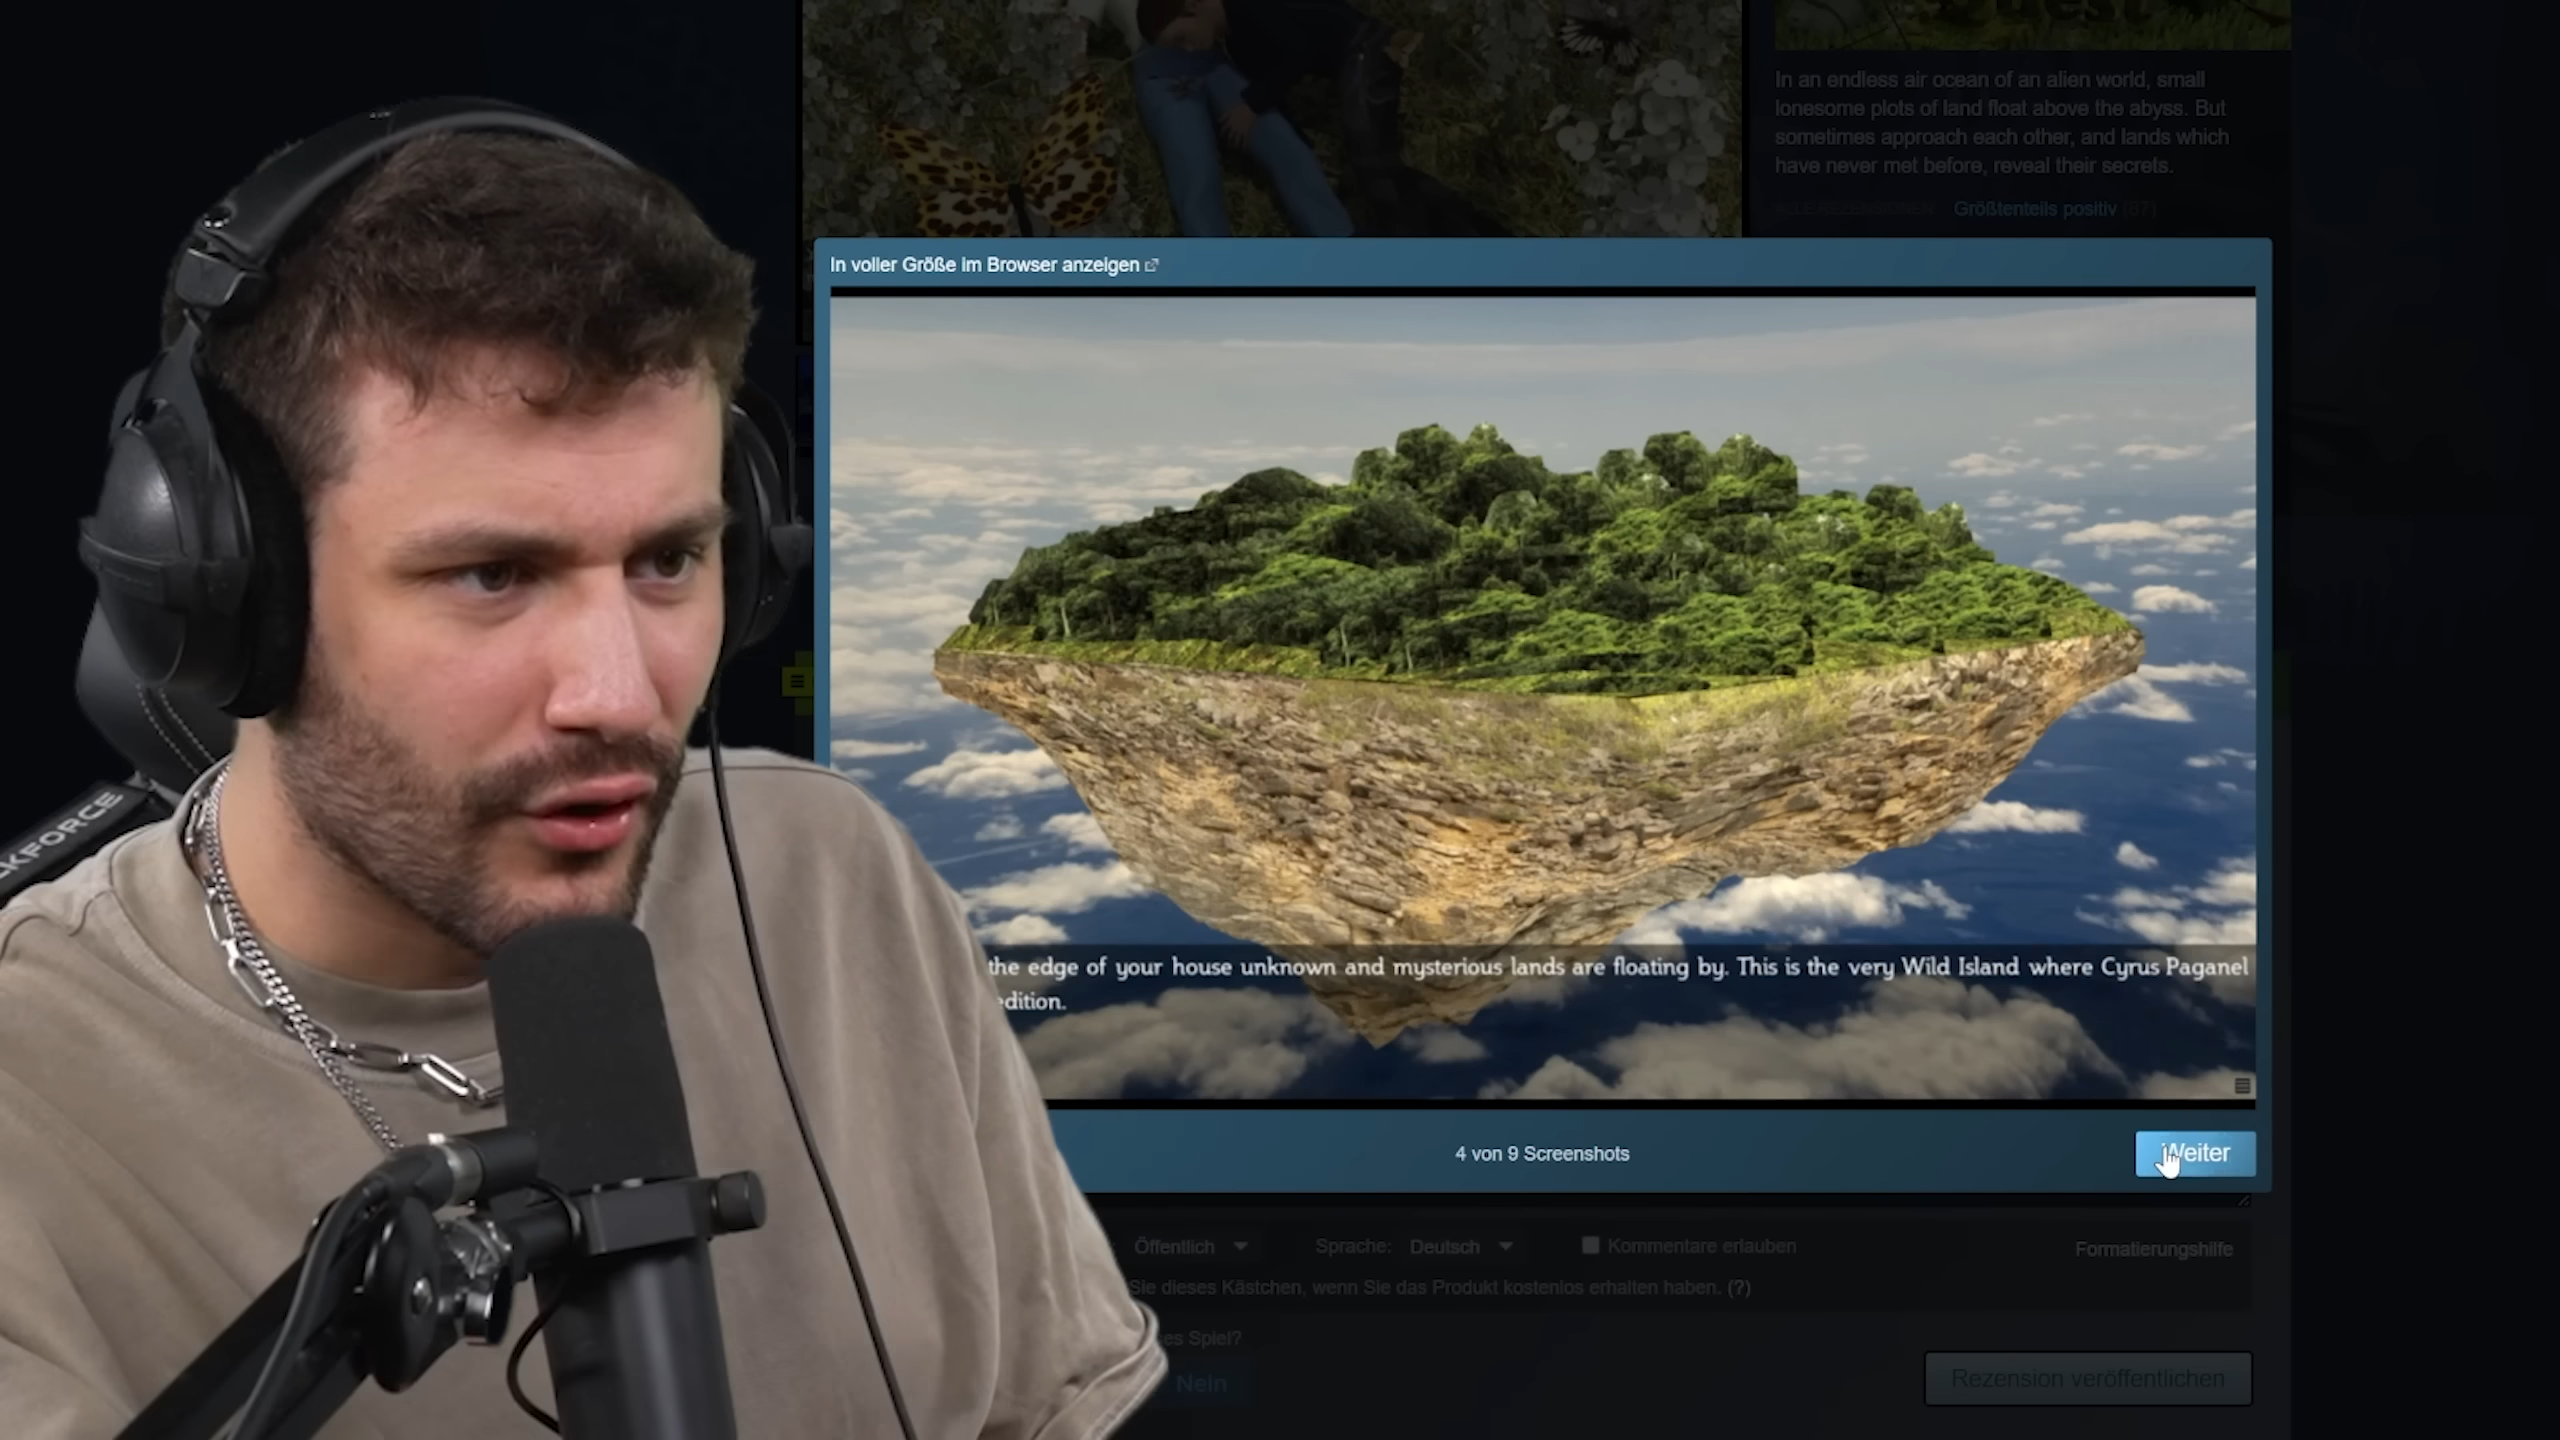 In an endless air ocean of an alien world, small
lonesome plots of land float above the abyss. But
sometimes approach each other, and lands which
have never met before, reveal their secrets.
Größtenteils positiv (87)
In voller Größe im Browser anzeigen
the edge of your house unknown and mysterious lands are floating by. This is the very Wild Island where Cyrus Paganel
edition.
4 von 9 Screenshots
Weiter
Öffentlich
Sprache: Deutsch
Kommentare erlauben
Formatierungshilfe
Sie dieses Kästchen, wenn Sie das Produkt kostenlos erhalten haben. (?)
es Spiel?
Nein
Rezension veröffentlichen
KFORCE